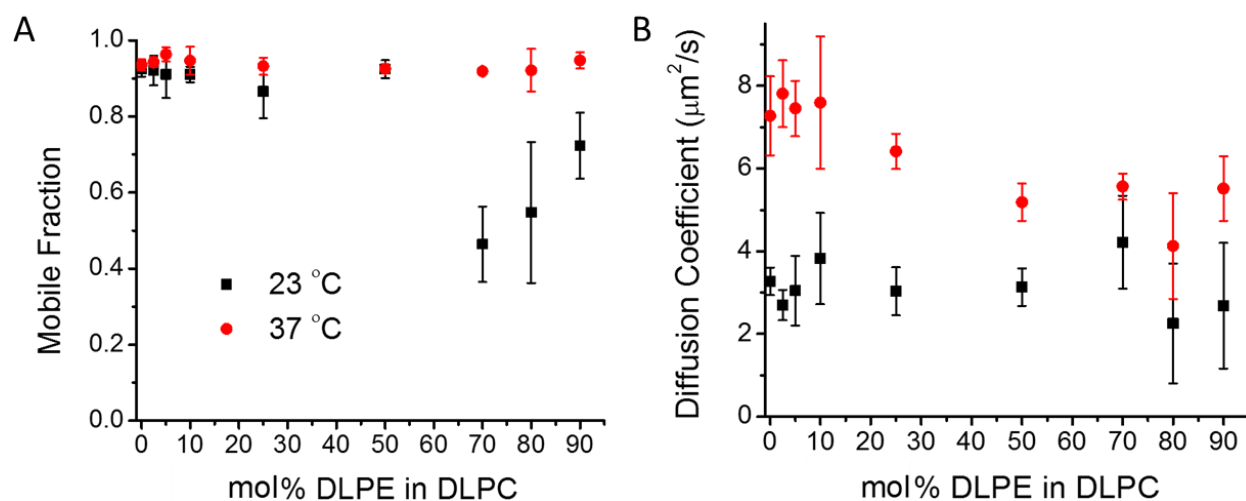 A
Mobile Fraction
1.0
0.8
0.6
0.4
0.2
0.0
23 °C
37 °C
0 10 20 30 40 50 60 70 80 90
mol% DLPE in DLPC
B
Diffusion Coefficient (μm²/s)
8
6
4
2
0
0 10 20 30 40 50 60 70 80 90
mol% DLPE in DLPC